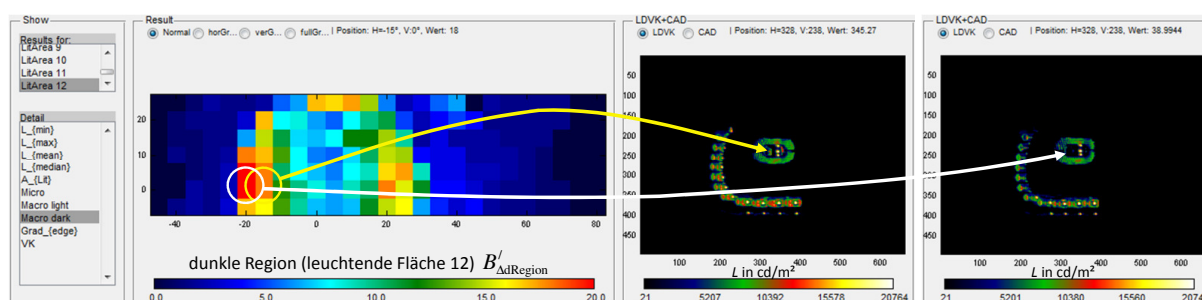 Show
Results for:
LitArea 9
LitArea 10
LitArea 11
LitArea 12
Detail
L_{min}
L_{max}
L_{mean}
L_{median}
A_{Lit}
Micro
Macro light
Macro dark
Grad_{edge}
VK
Result
Normal horGr... verG... fullGr... | Position: H=-15°, V:0°, Wert: 18
20
10
0
-40 -20 0 20 40 60 80
dunkle Region (leuchtende Fläche 12) B'ΔdRegion
0.0 5.0 10.0 15.0 20.0
LDVK+CAD
LDVK CAD | Position: H=328, V:238, Wert: 345.27
50
100
150
200
250
300
350
400
450
100 200 300 400 500 600
L in cd/m²
21 5207 10392 15578 20764
LDVK+CAD
LDVK CAD | Position: H=328, V:238, Wert: 38.9944
50
100
150
200
250
300
350
400
450
100 200 300 400 500 600
L in cd/m²
21 5201 10380 15560